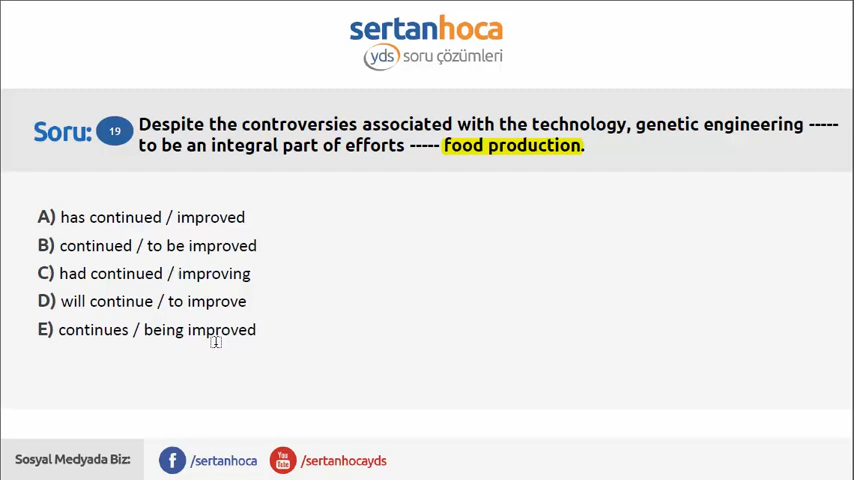 sertanhoca
yds soru çözümleri
Soru: 19 Despite the controversies associated with the technology, genetic engineering -----
to be an integral part of efforts ----- food production.
A) has continued / improved
B) continued / to be improved
C) had continued / improving
D) will continue / to improve
E) continues / being improved
Sosyal Medyada Biz: f /sertanhoca You Tube /sertanhocayds